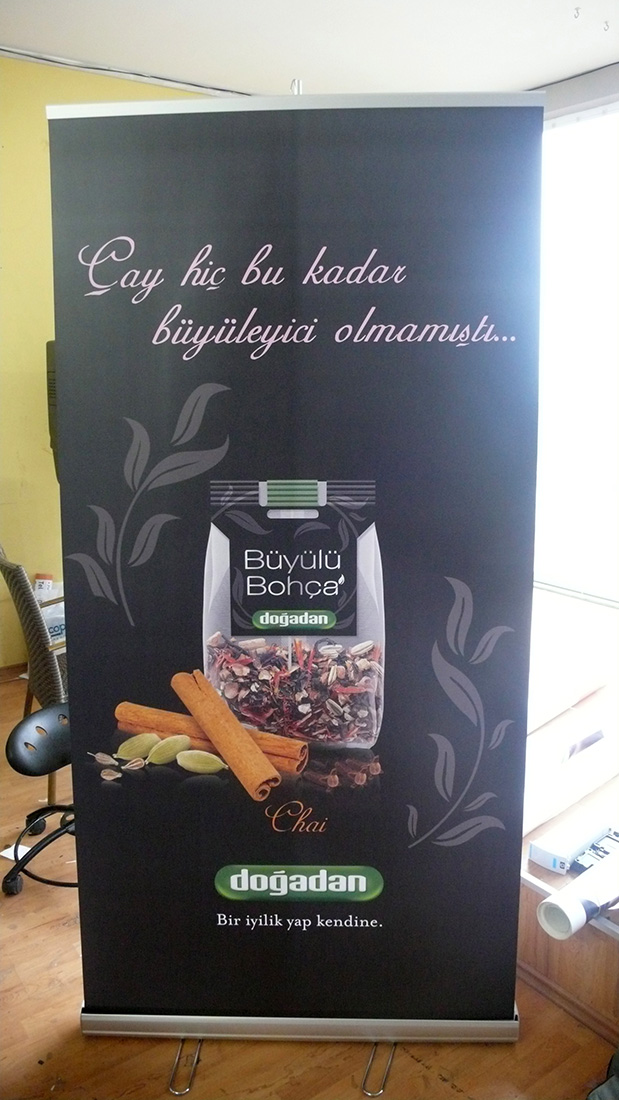 Çay hiç bu kadar
büyüleyici olmamıştı...
Büyülü
Bohça
doğadan
Chai
doğadan
Bir iyilik yap kendine.